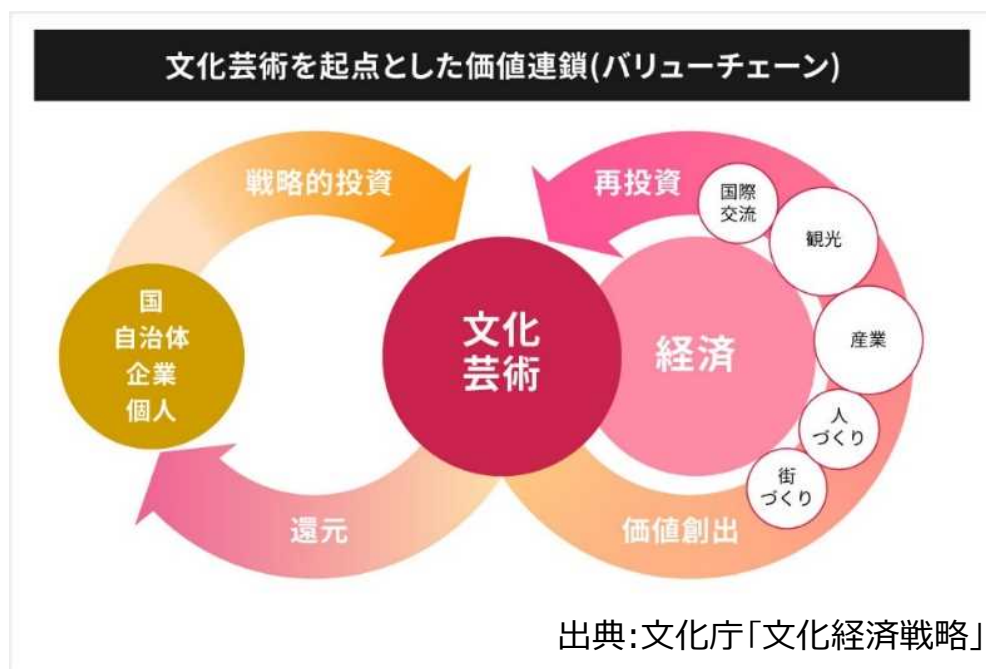 文化芸術を起点とした価値連鎖(バリューチェーン)
戦略的投資
再投資
国際
交流
観光
国
自治体
企業
個人
文化
芸術
経済
産業
人
づくり
街
づくり
還元
価値創出
出典:文化庁「文化経済戦略」